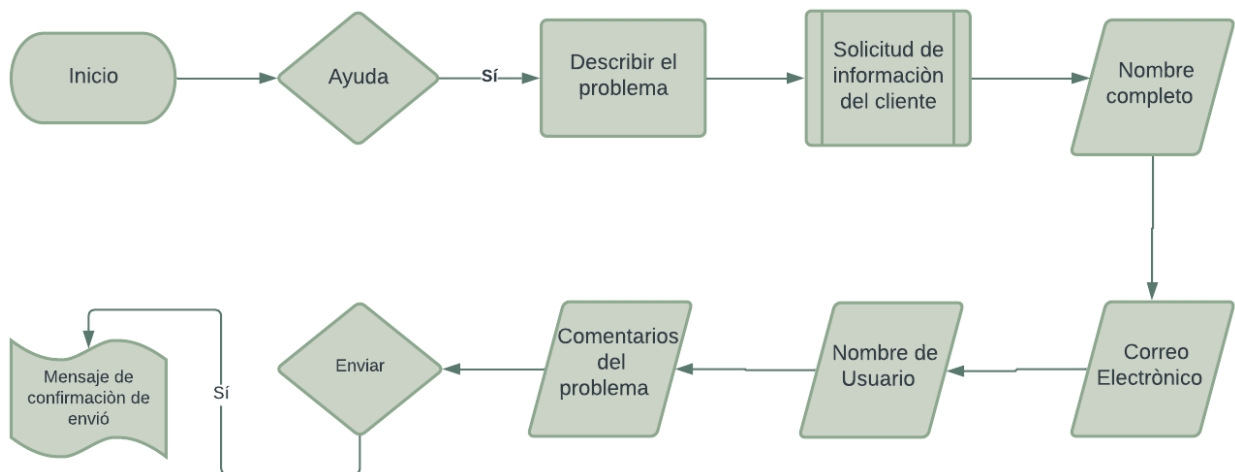 Inicio
Ayuda
Sí
Describir el
problema
Solicitud de
informaciòn
del cliente
Nombre
completo
Correo
Electrònico
Nombre de
Usuario
Comentarios
del
problema
Enviar
Sí
Mensaje de
confirmaciòn de
envió